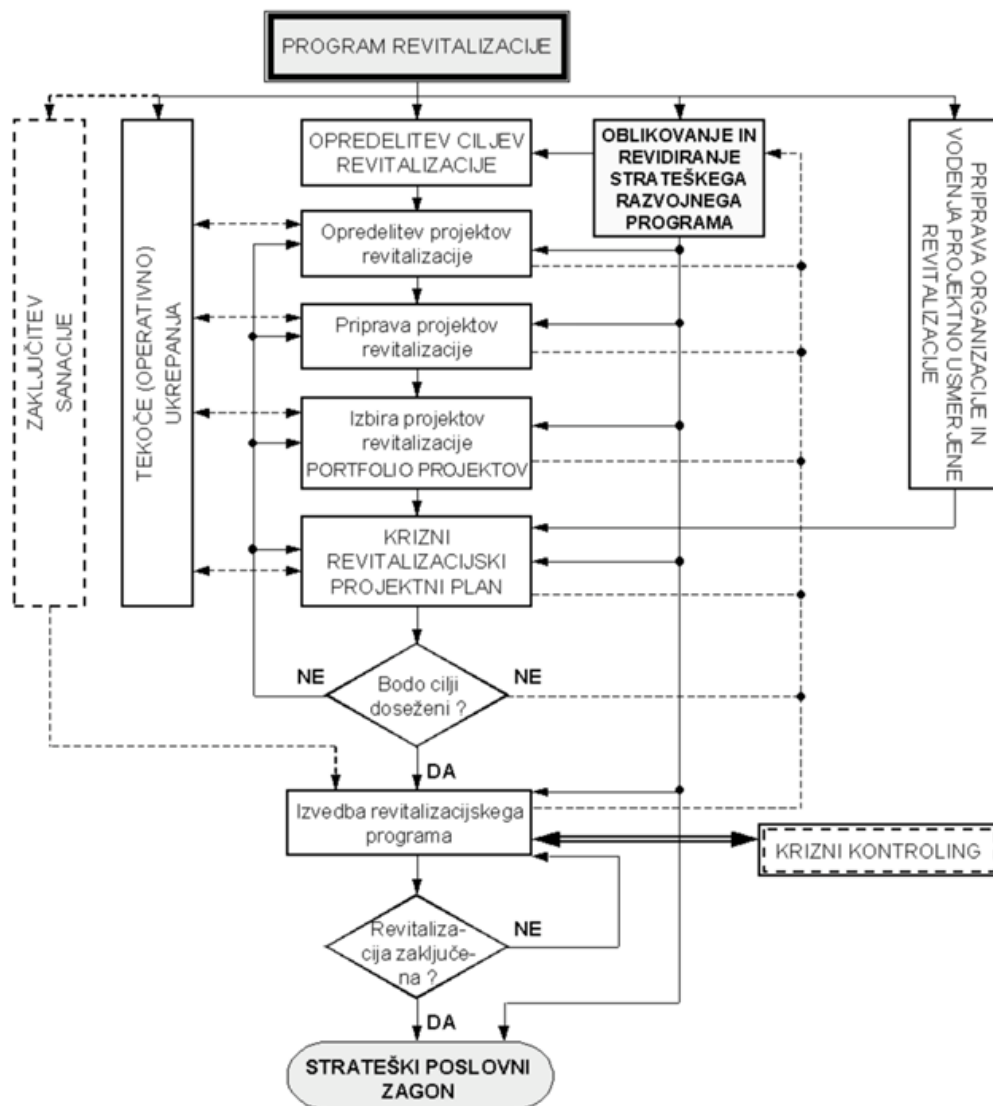 PROGRAM REVITALIZACIJE
ZAKLJUČITEV
SANACIJE
TEKOČE (OPERATIVNO)
UKREPANJA
OPREDELITEV CILJEV
REVITALIZACIJE
OBLIKOVANJE IN
REVIDIRANJE
STRATEŠKEGA
RAZVOJNEGA
PROGRAMA
PRIPRAVA ORGANIZACIJE IN
VODENJA PROJEKTNO USMERJENE
REVITALIZACIJE
Opredelitev projektov
revitalizacije
Priprava projektov
revitalizacije
Izbira projektov
revitalizacije
PORTFOLIO PROJEKTOV
KRIZNI
REVITALIZACIJSKI
PROJEKTNI PLAN
NE
Bodo cilji
doseženi ?
NE
DA
Izvedba revitalizacijskega
programa
KRIZNI KONTROLING
Revitaliza-
cija zaključe-
na ?
NE
DA
STRATEŠKI POSLOVNI
ZAGON